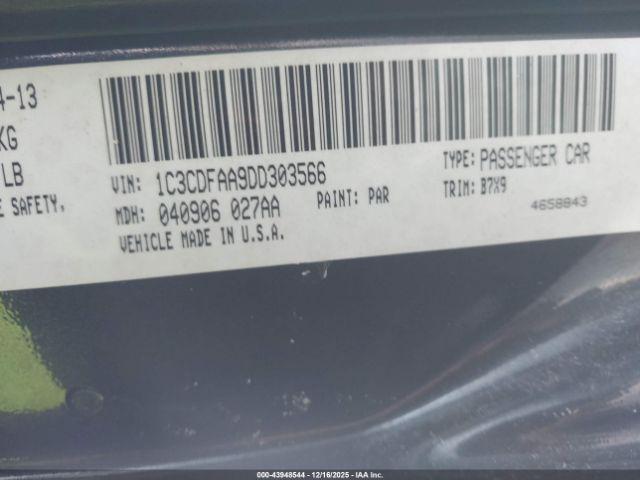 4-13
KG
LB
E SAFETY,
VIN: 1C3CDFAA9DD303566
TYPE: PASSENGER CAR
MDH: 040906 027AA
PAINT: PAR
TRIM: B7X9
VEHICLE MADE IN U.S.A.
4658843
000-43948544 - 12/16/2025 - IAA Inc.